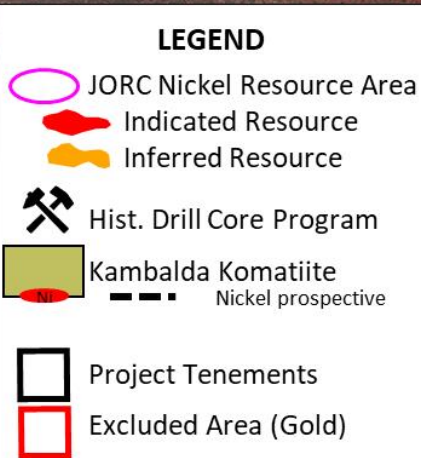 LEGEND
JORC Nickel Resource Area
Indicated Resource
Inferred Resource
Hist. Drill Core Program
Kambalda Komatiite
Ni
Nickel prospective
Project Tenements
Excluded Area (Gold)